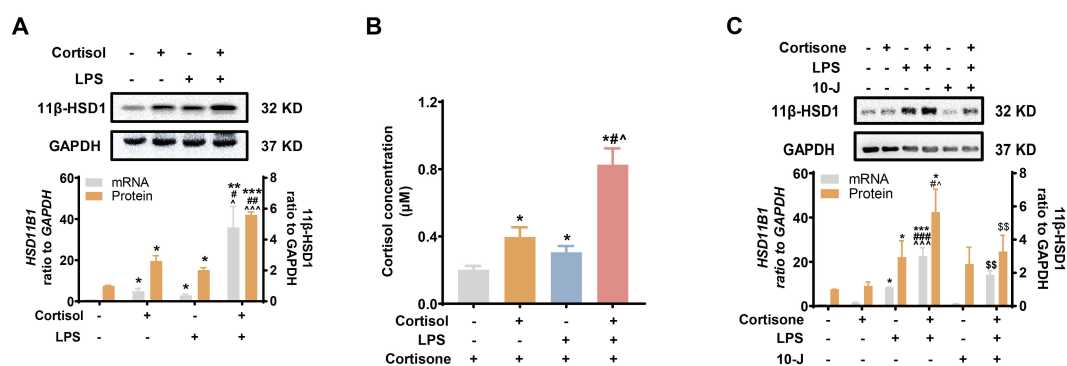 A
Cortisol - + - +
LPS - - + +
11β-HSD1 32 KD
GAPDH 37 KD
mRNA
Protein
HSD11B1
ratio to GAPDH
60
40
20
0
8
6
4
2
0
11β-HSD1
ratio to GAPDH
*
*
*
*
**
#
^
***
##
^^^
Cortisol - + - +
LPS - - + +
B
Cortisol concentration
(μM)
1.2
0.8
0.4
0.0
*
*
*#^
Cortisol - + - +
LPS - - + +
Cortisone + + + +
C
Cortisone - + - + - +
LPS - - + + - +
10-J - - - - + +
11β-HSD1 32 KD
GAPDH 37 KD
mRNA
Protein
HSD11B1
ratio to GAPDH
60
40
20
0
8
6
4
2
0
11β-HSD1
ratio to GAPDH
*
*
***
###
^^^
*
#^
$$
$$
Cortisone - + - + - +
LPS - - + + - +
10-J - - - - + +